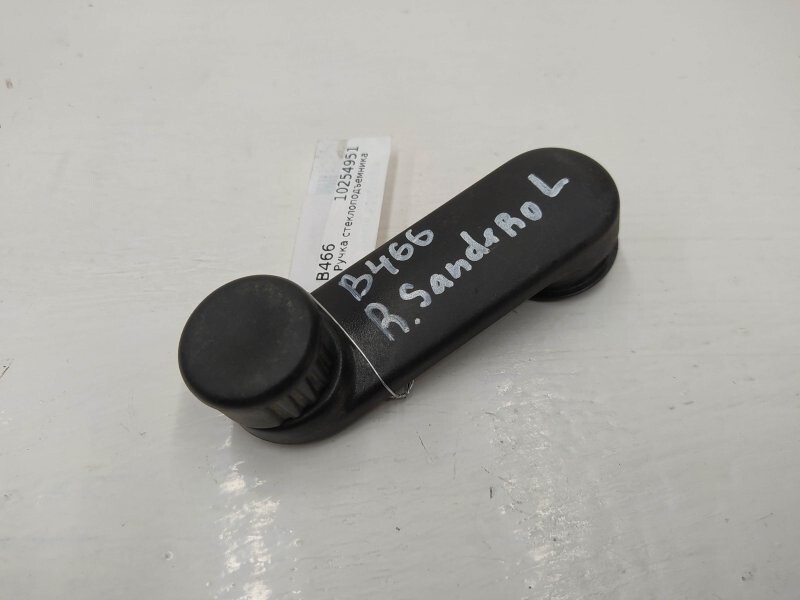 B466 10254951
Ручка стеклоподъемника
B466
R. SandeRo L